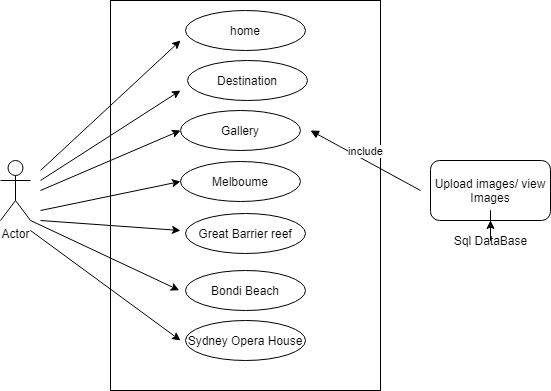 home
Destination
Gallery
include
Melboume
Upload images/ view
Images
Actor
Great Barrier reef
Sql DataBase
Bondi Beach
Sydney Opera House